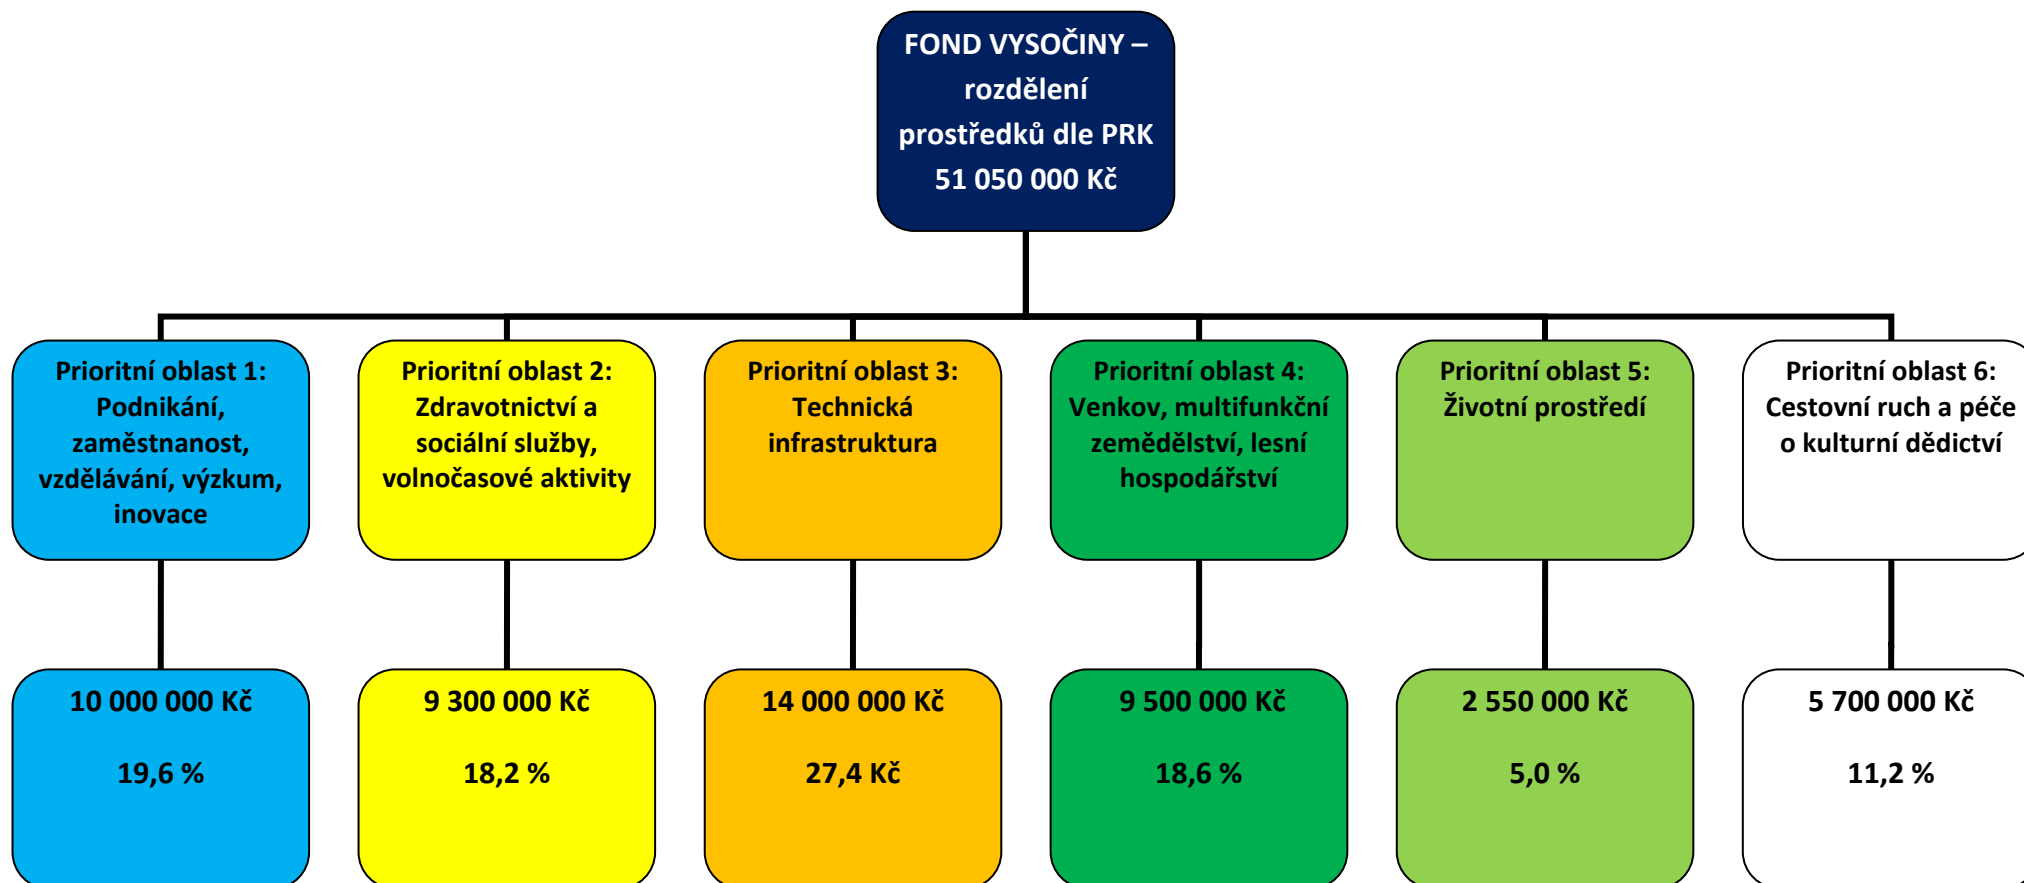 FOND VYSOČINY –
rozdělení
prostředků dle PRK
51 050 000 Kč
Prioritní oblast 1:
Podnikání,
zaměstnanost,
vzdělávání, výzkum,
inovace
Prioritní oblast 2:
Zdravotnictví a
sociální služby,
volnočasové aktivity
Prioritní oblast 3:
Technická
infrastruktura
Prioritní oblast 4:
Venkov, multifunkční
zemědělství, lesní
hospodářství
Prioritní oblast 5:
Životní prostředí
Prioritní oblast 6:
Cestovní ruch a péče
o kulturní dědictví
10 000 000 Kč
19,6 %
9 300 000 Kč
18,2 %
14 000 000 Kč
27,4 Kč
9 500 000 Kč
18,6 %
2 550 000 Kč
5,0 %
5 700 000 Kč
11,2 %